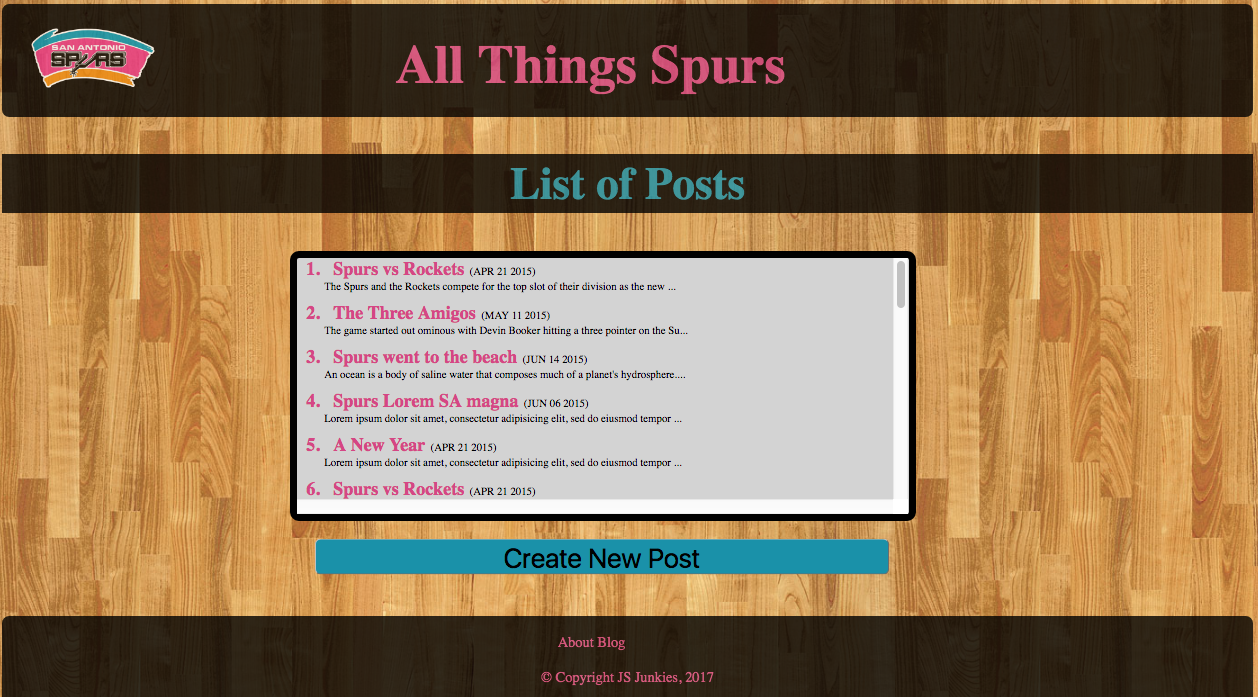 SAN ANTONIO
SPURS
All Things Spurs
List of Posts
1. Spurs vs Rockets (APR 21 2015)
The Spurs and the Rockets compete for the top slot of their division as the new ...
2. The Three Amigos (MAY 11 2015)
The game started out ominous with Devin Booker hitting a three pointer on the Su...
3. Spurs went to the beach (JUN 14 2015)
An ocean is a body of saline water that composes much of a planet's hydrosphere....
4. Spurs Lorem SA magna (JUN 06 2015)
Lorem ipsum dolor sit amet, consectetur adipisicing elit, sed do eiusmod tempor ...
5. A New Year (APR 21 2015)
Lorem ipsum dolor sit amet, consectetur adipisicing elit, sed do eiusmod tempor ...
6. Spurs vs Rockets (APR 21 2015)
Create New Post
About Blog
© Copyright JS Junkies, 2017